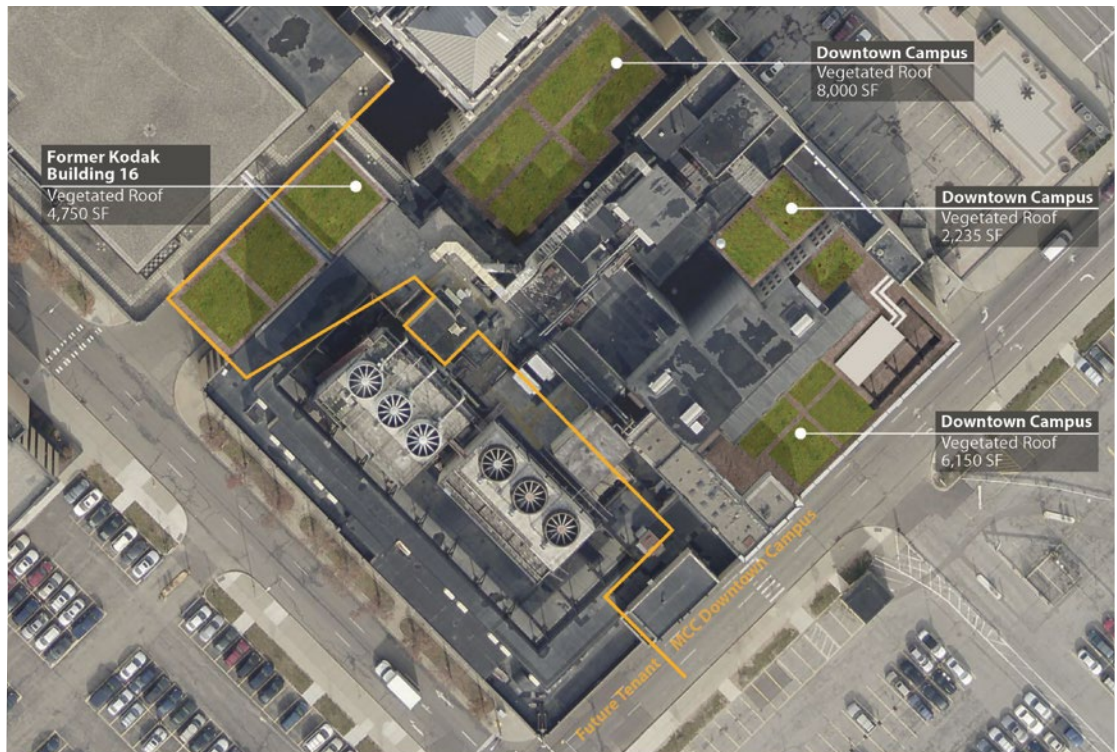 Downtown Campus
Vegetated Roof
8,000 SF
Former Kodak
Building 16
Vegetated Roof
4,750 SF
Downtown Campus
Vegetated Roof
2,235 SF
Downtown Campus
Vegetated Roof
6,150 SF
MCC Downtown Campus
Future Tenant